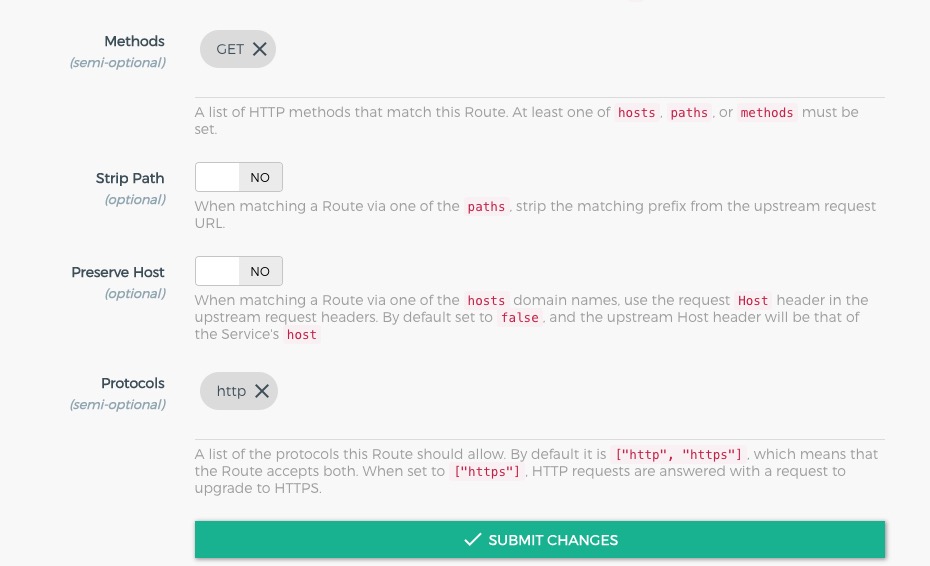 Methods
(semi-optional)
GET
A list of HTTP methods that match this Route. At least one of hosts, paths, or methods must be
set.
Strip Path
(optional)
NO
When matching a Route via one of the paths, strip the matching prefix from the upstream request
URL.
Preserve Host
(optional)
NO
When matching a Route via one of the hosts domain names, use the request Host header in the
upstream request headers. By default set to false, and the upstream Host header will be that of
the Service's host
Protocols
(semi-optional)
http
A list of the protocols this Route should allow. By default it is ["http", "https"], which means that
the Route accepts both. When set to ["https"], HTTP requests are answered with a request to
upgrade to HTTPS.
SUBMIT CHANGES